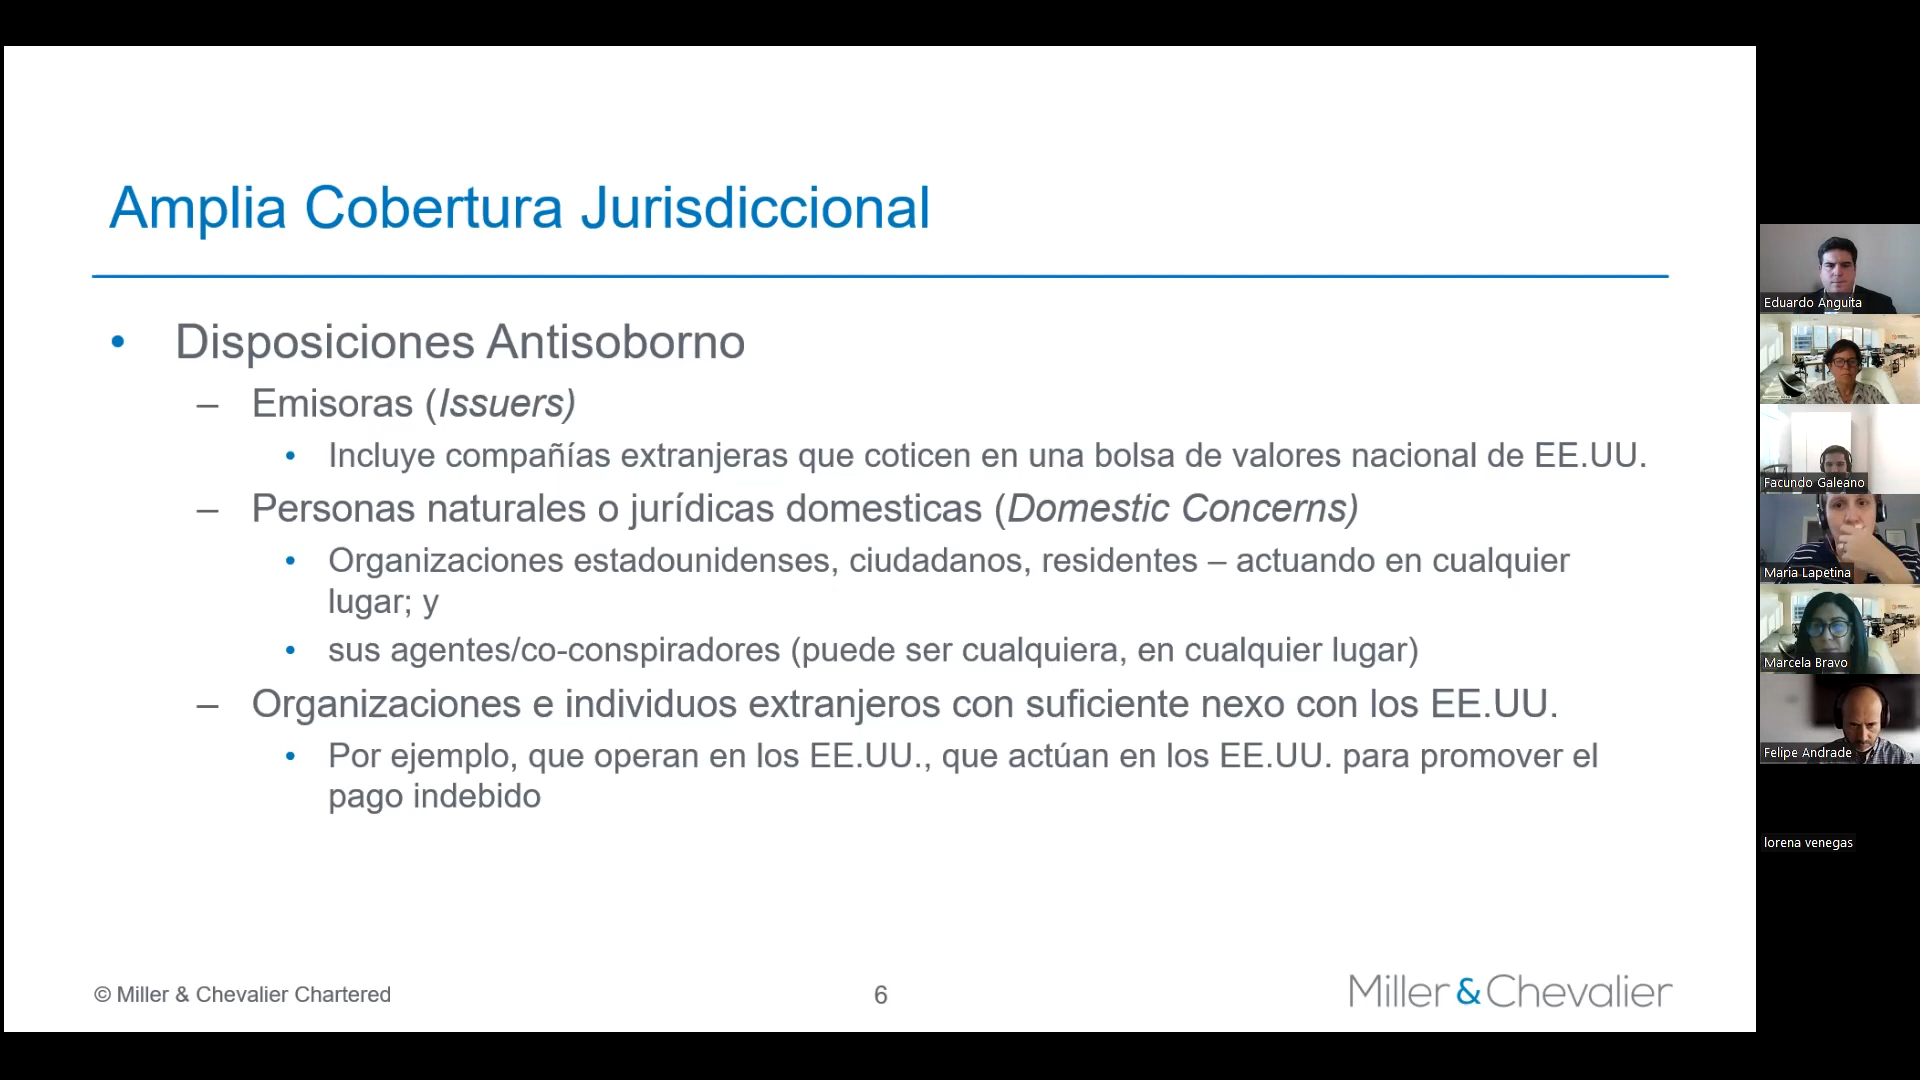 Amplia Cobertura Jurisdiccional
• Disposiciones Antisoborno
– Emisoras (Issuers)
• Incluye compañías extranjeras que coticen en una bolsa de valores nacional de EE.UU.
– Personas naturales o jurídicas domesticas (Domestic Concerns)
• Organizaciones estadounidenses, ciudadanos, residentes – actuando en cualquier
lugar; y
• sus agentes/co-conspiradores (puede ser cualquiera, en cualquier lugar)
– Organizaciones e individuos extranjeros con suficiente nexo con los EE.UU.
• Por ejemplo, que operan en los EE.UU., que actúan en los EE.UU. para promover el
pago indebido
© Miller & Chevalier Chartered
6
Miller & Chevalier
Eduardo Anguita
Facundo Galeano
Maria Lapetina
Marcela Bravo
Felipe Andrade
lorena venegas